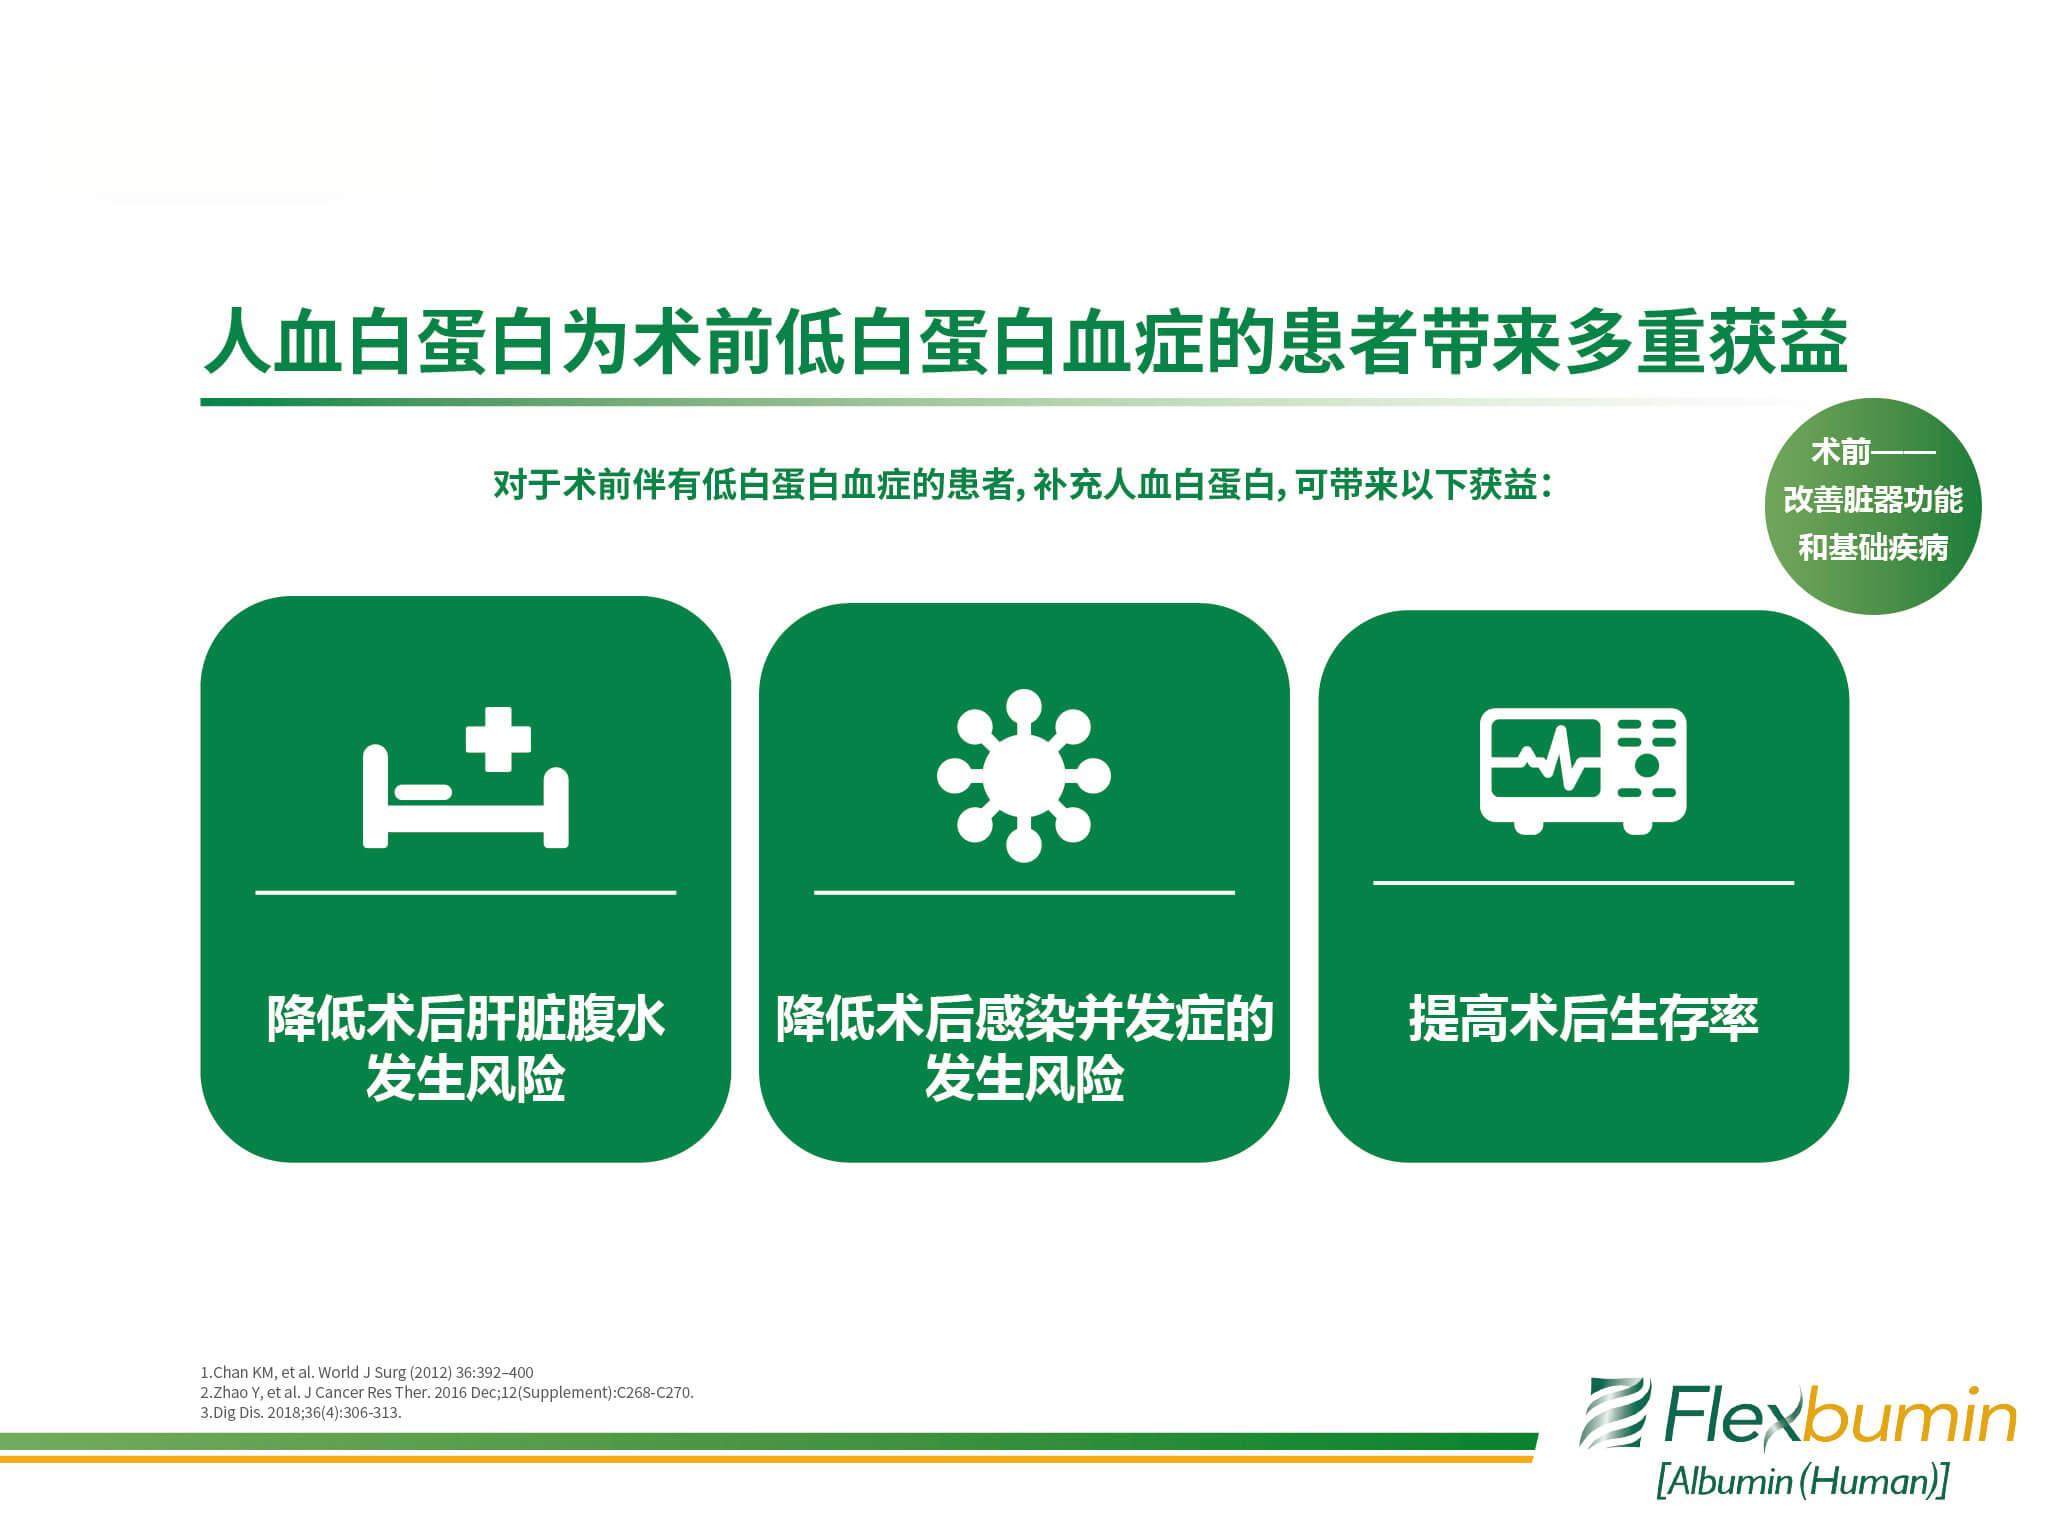 人血白蛋白为术前低白蛋白血症的患者带来多重获益
术前——
改善脏器功能
和基础疾病
对于术前伴有低白蛋白血症的患者，补充人血白蛋白，可带来以下获益：
降低术后肝脏腹水
发生风险
降低术后感染并发症的
发生风险
提高术后生存率
1.Chan KM, et al. World J Surg (2012) 36:392–400
2.Zhao Y, et al. J Cancer Res Ther. 2016 Dec;12(Supplement):C268-C270.
3.Dig Dis. 2018;36(4):306-313.
Flexbumin
[Albumin (Human)]